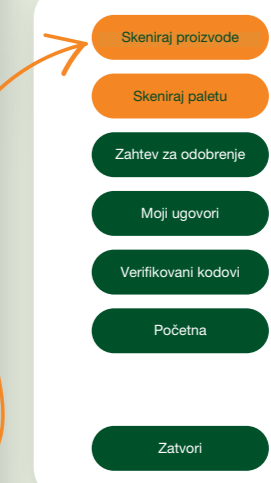 Skeniraj proizvode
Skeniraj paletu
Zahtev za odobrenje
Moji ugovori
Verifikovani kodovi
Početna
Zatvori